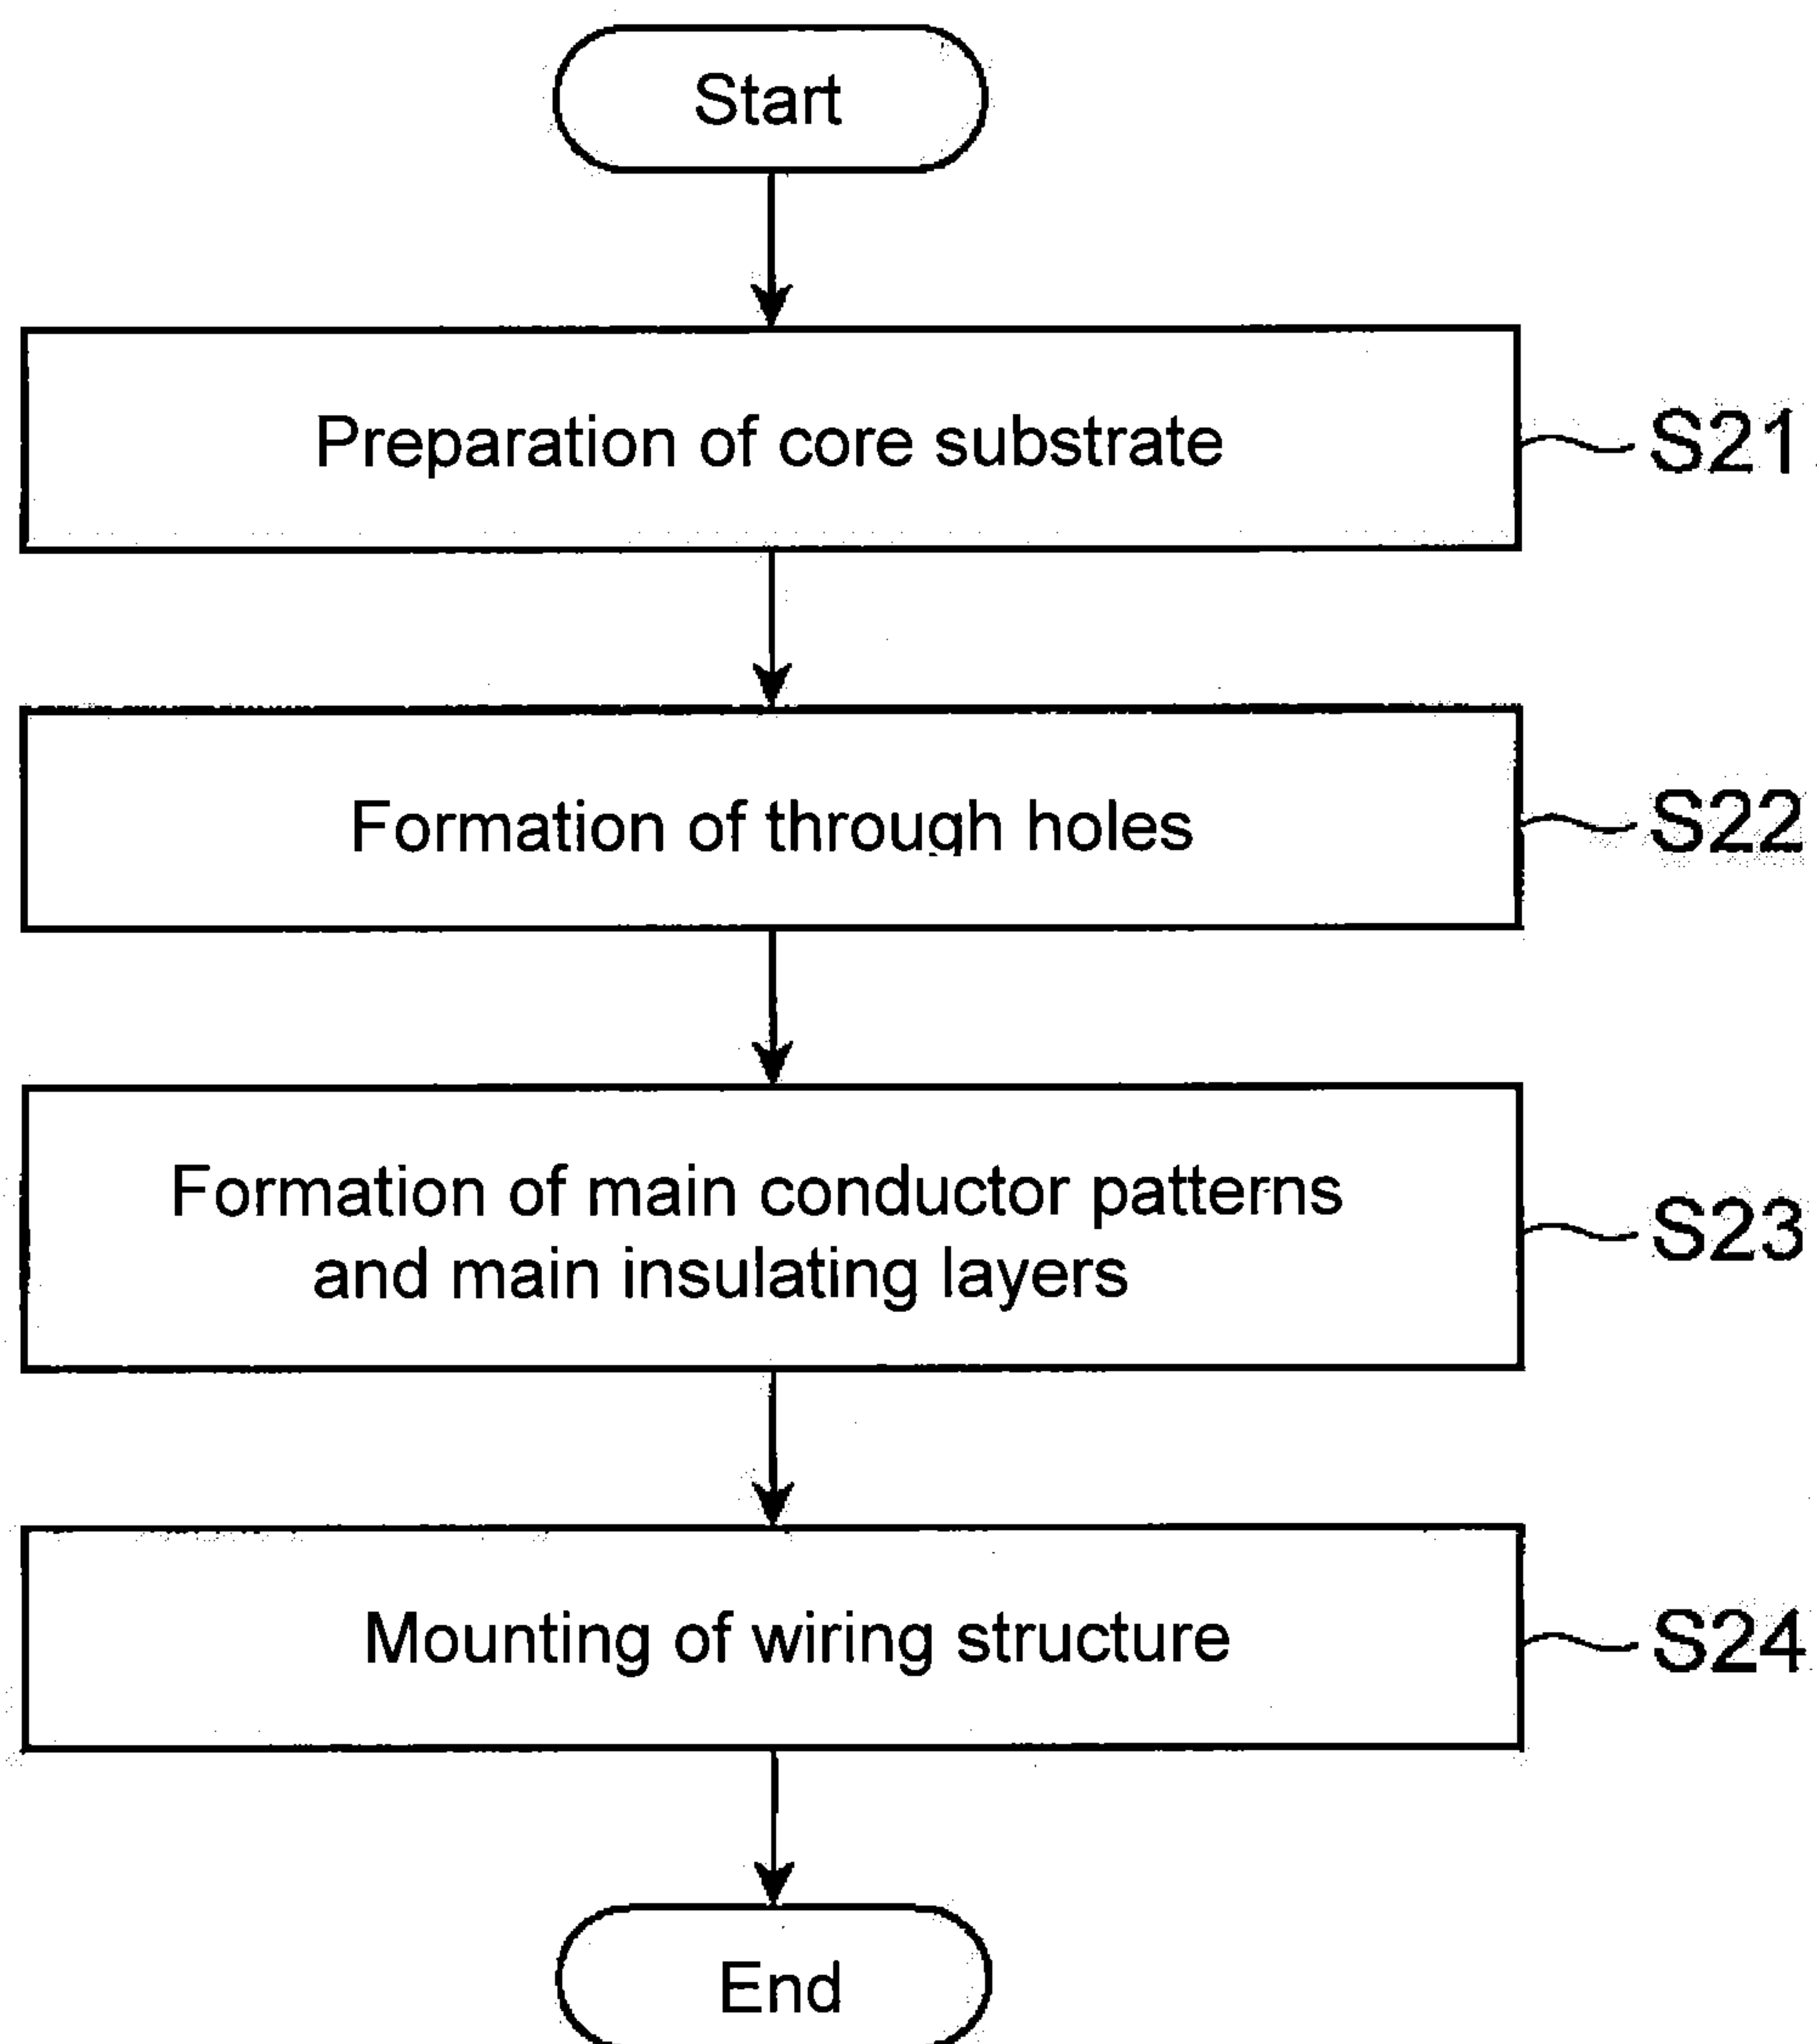 Start
Preparation of core substrate
S21
Formation of through holes
S22
Formation of main conductor patterns
and main insulating layers
S23
Mounting of wiring structure
S24
End